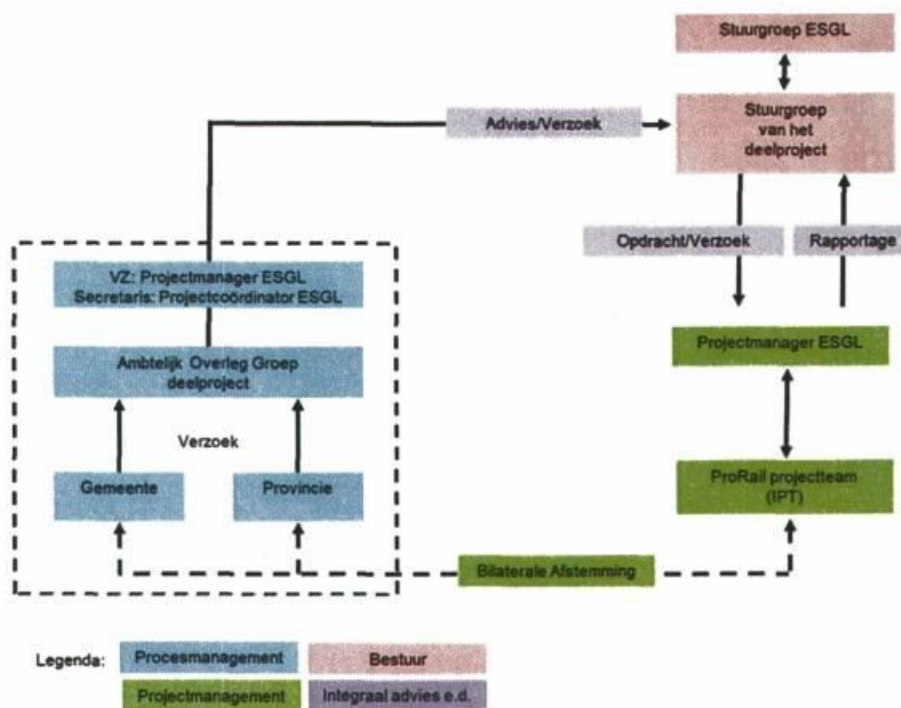 Stuurgroep ESGL
Advies/Verzoek
Stuurgroep
van het
deelproject
Opdracht/Verzoek
Rapportage
VZ: Projectmanager ESGL
Secretaris: Projectcoördinator ESGL
Projectmanager ESGL
Ambtelijk Overleg Groep
deelproject
Verzoek
Gemeente
Provincie
ProRail projectteam
(IPT)
Bilaterale Afstemming
Legenda:
Procesmanagement
Bestuur
Projectmanagement
Integraal advies e.d.